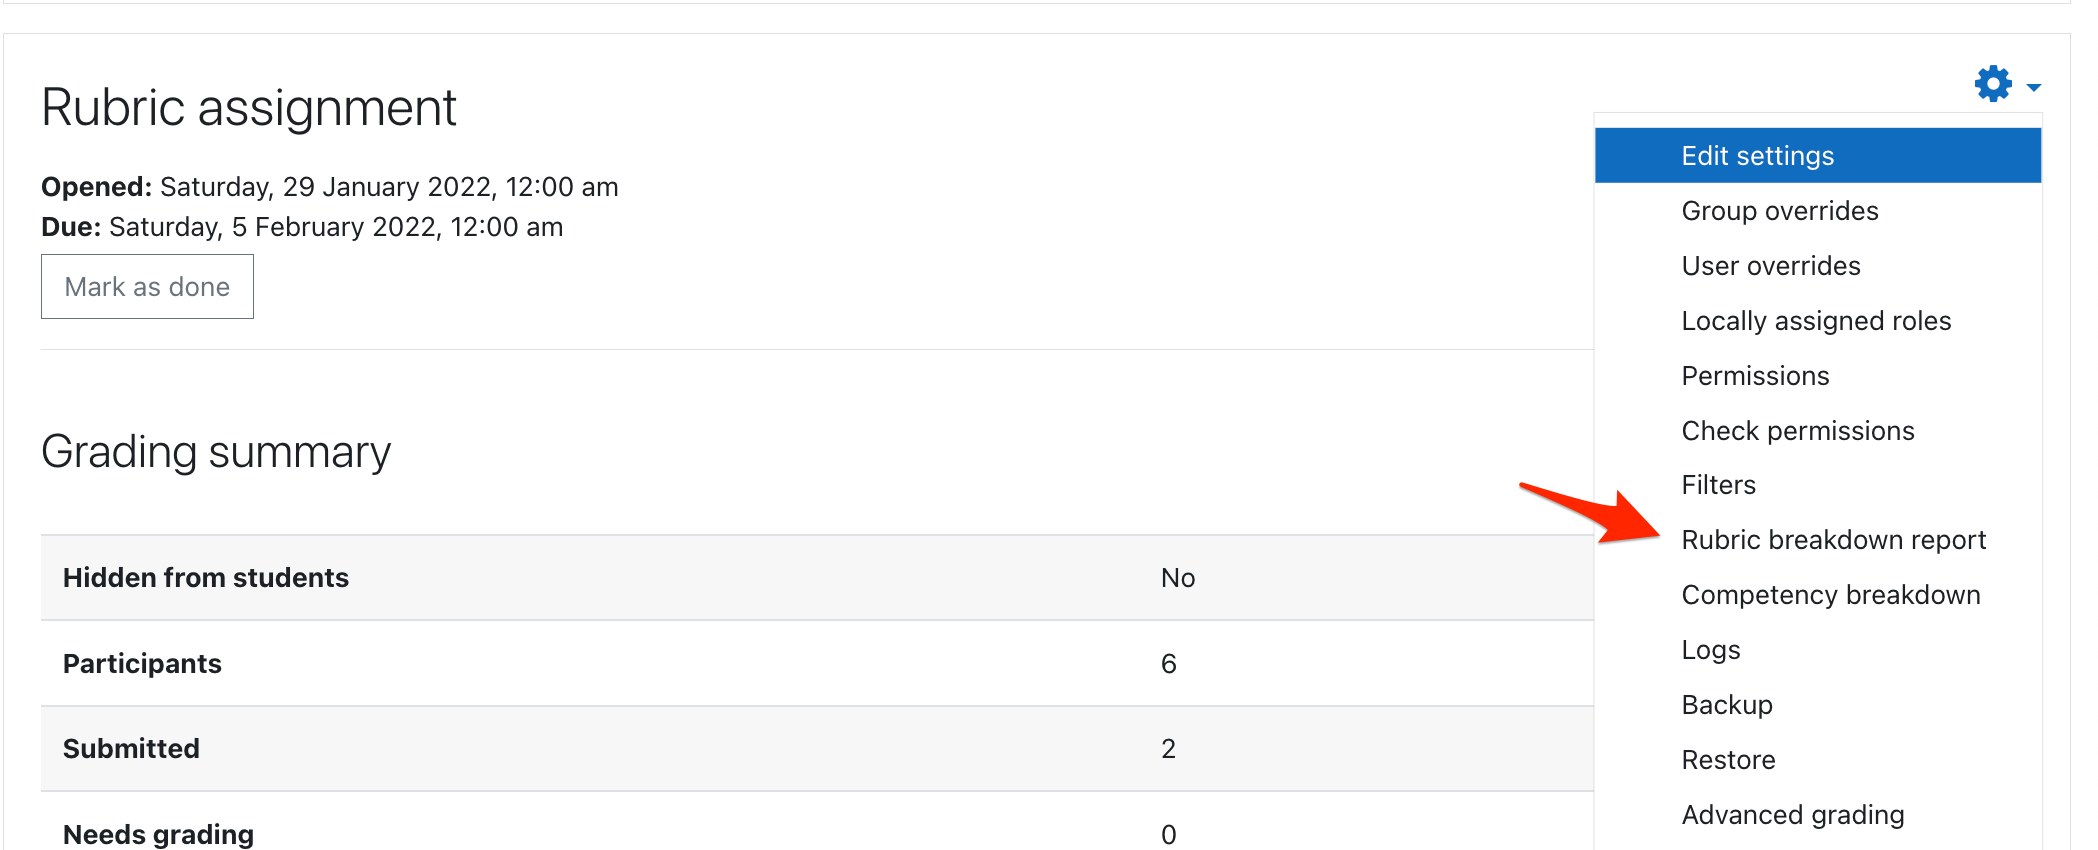 Rubric assignment
Opened: Saturday, 29 January 2022, 12:00 am
Due: Saturday, 5 February 2022, 12:00 am
Mark as done
Grading summary
Hidden from students No
Participants 6
Submitted 2
Needs grading 0
Edit settings
Group overrides
User overrides
Locally assigned roles
Permissions
Check permissions
Filters
Rubric breakdown report
Competency breakdown
Logs
Backup
Restore
Advanced grading